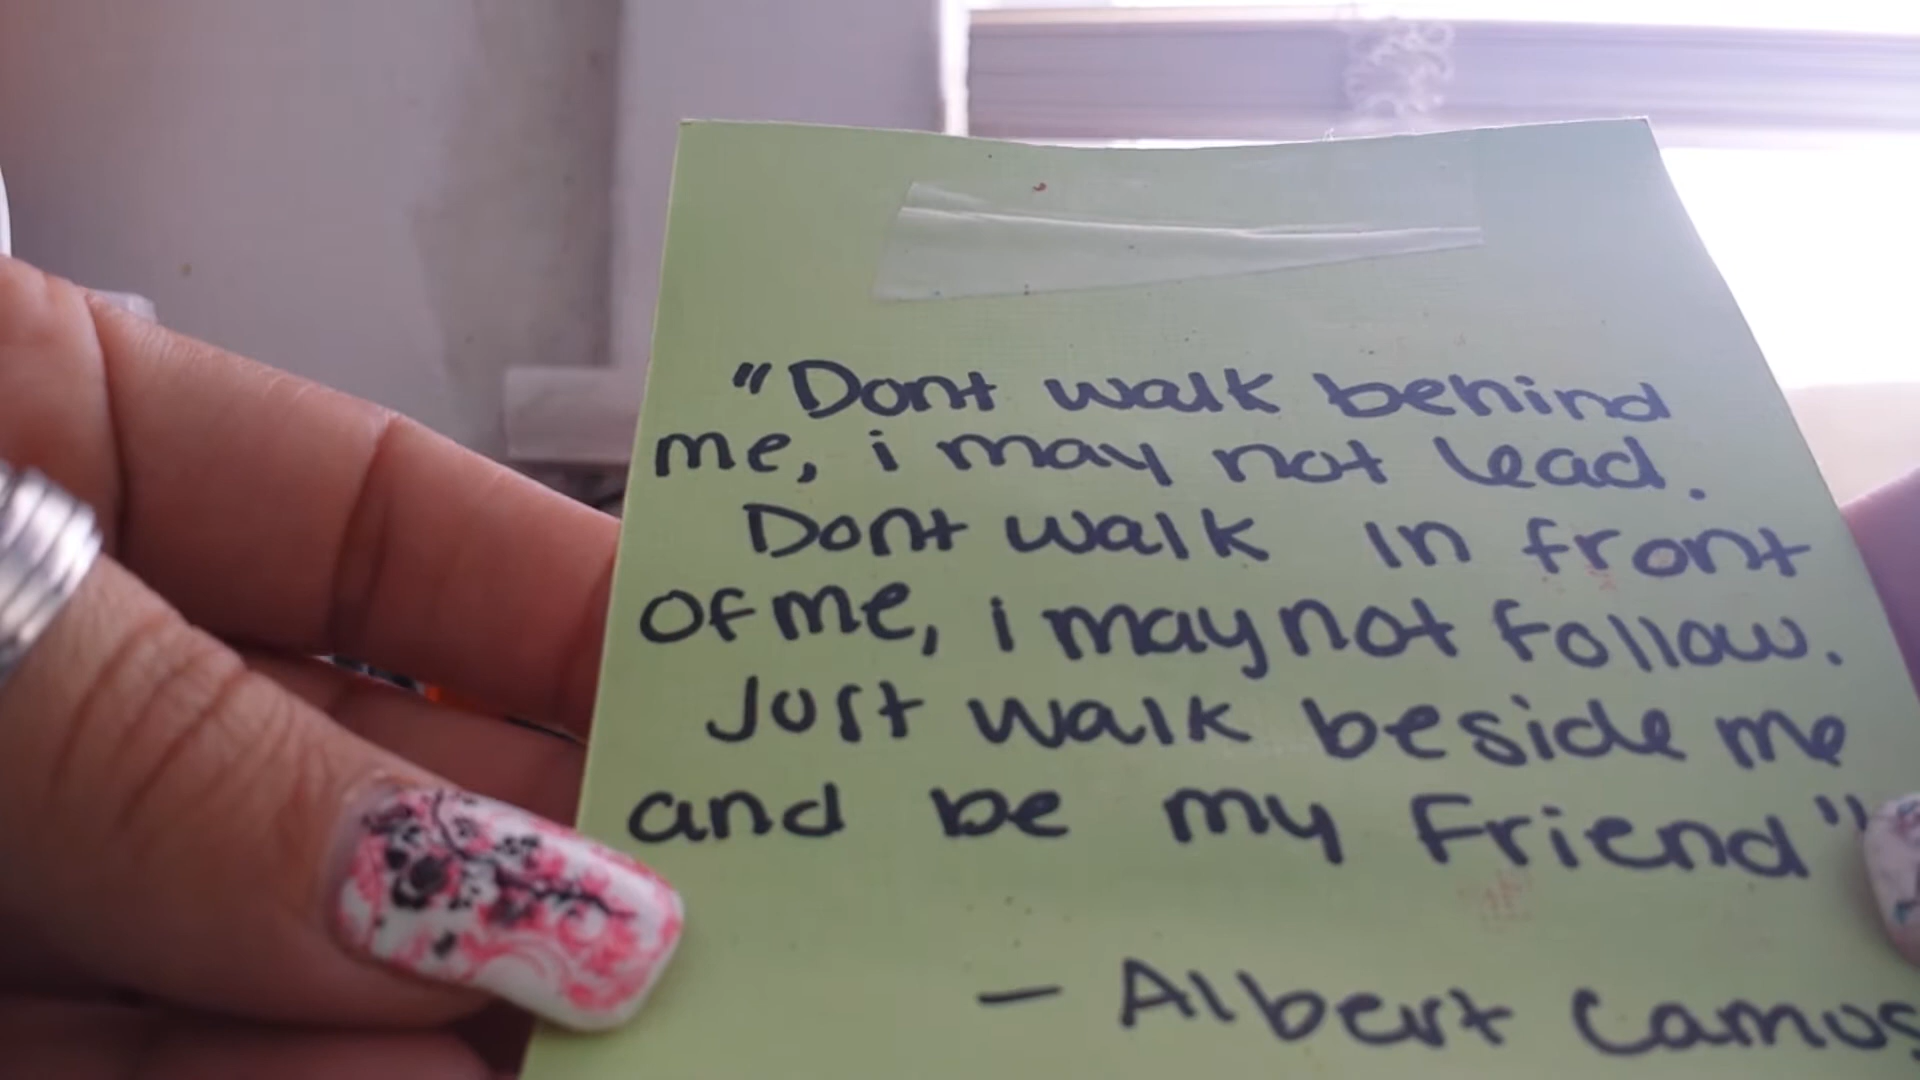 "Dont walk behind
me, i may not lead.
Dont walk in front
of me, i may not follow.
Just walk beside me
and be my friend"
- Albert Camus